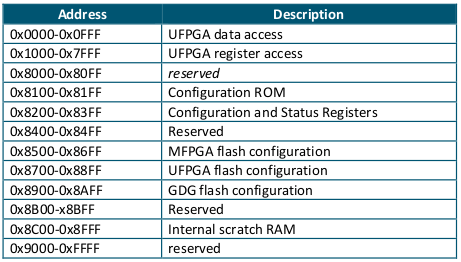 Address Description
0x0000-0x0FFF UFPGA data access
0x1000-0x7FFF UFPGA register access
0x8000-0x80FF reserved
0x8100-0x81FF Configuration ROM
0x8200-0x83FF Configuration and Status Registers
0x8400-0x84FF Reserved
0x8500-0x86FF MFPGA flash configuration
0x8700-0x88FF UFPGA flash configuration
0x8900-0x8AFF GDG flash configuration
0x8B00-x8BFF Reserved
0x8C00-0x8FFF Internal scratch RAM
0x9000-0xFFFF reserved